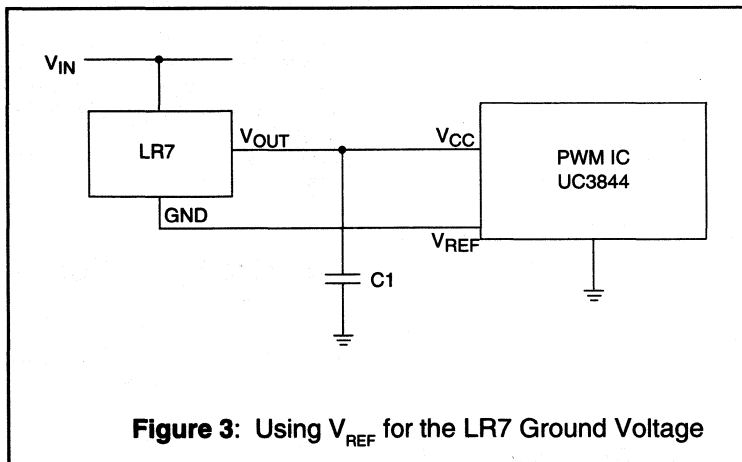 V_IN
LR7
V_OUT
V_CC
PWM IC
UC3844
GND
V_REF
C1
Figure 3: Using V_REF for the LR7 Ground Voltage